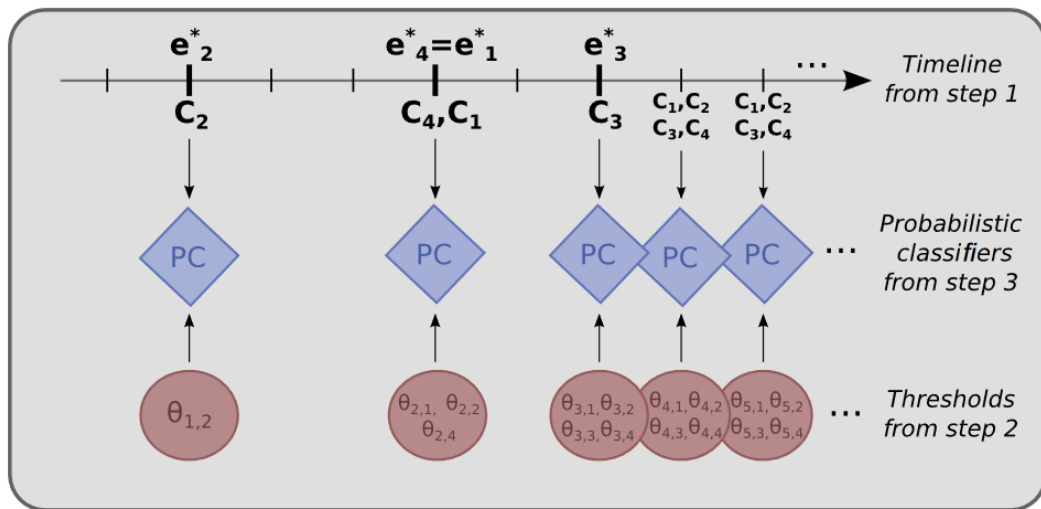 e*2 e*4=e*1 e*3 ...
Timeline
from step 1
C2 C4,C1 C3 C1,C2 C1,C2
C3,C4 C3,C4
PC PC PC PC PC ...
Probabilistic
classifiers
from step 3
θ1,2 θ2,1, θ2,2 θ3,1,θ3,2 θ4,1,θ4,2 θ5,1,θ5,2
θ2,4 θ3,3,θ3,4 θ4,3,θ4,4 θ5,3,θ5,4 ...
Thresholds
from step 2